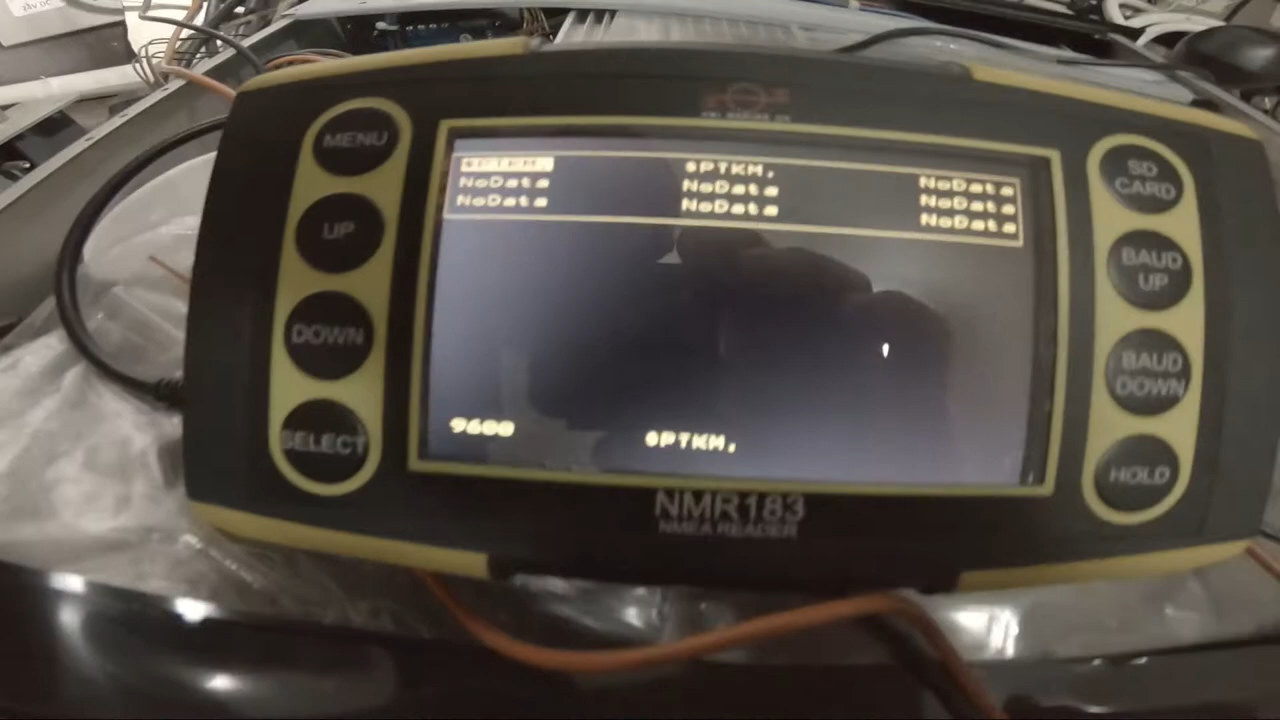 MENU
UP
DOWN
SELECT
$PTKM, $PTKM, NoData
NoData NoData NoData
NoData NoData NoData
9600 $PTKM,
SD
CARD
BAUD
UP
BAUD
DOWN
HOLD
NMR183
NMEA READER